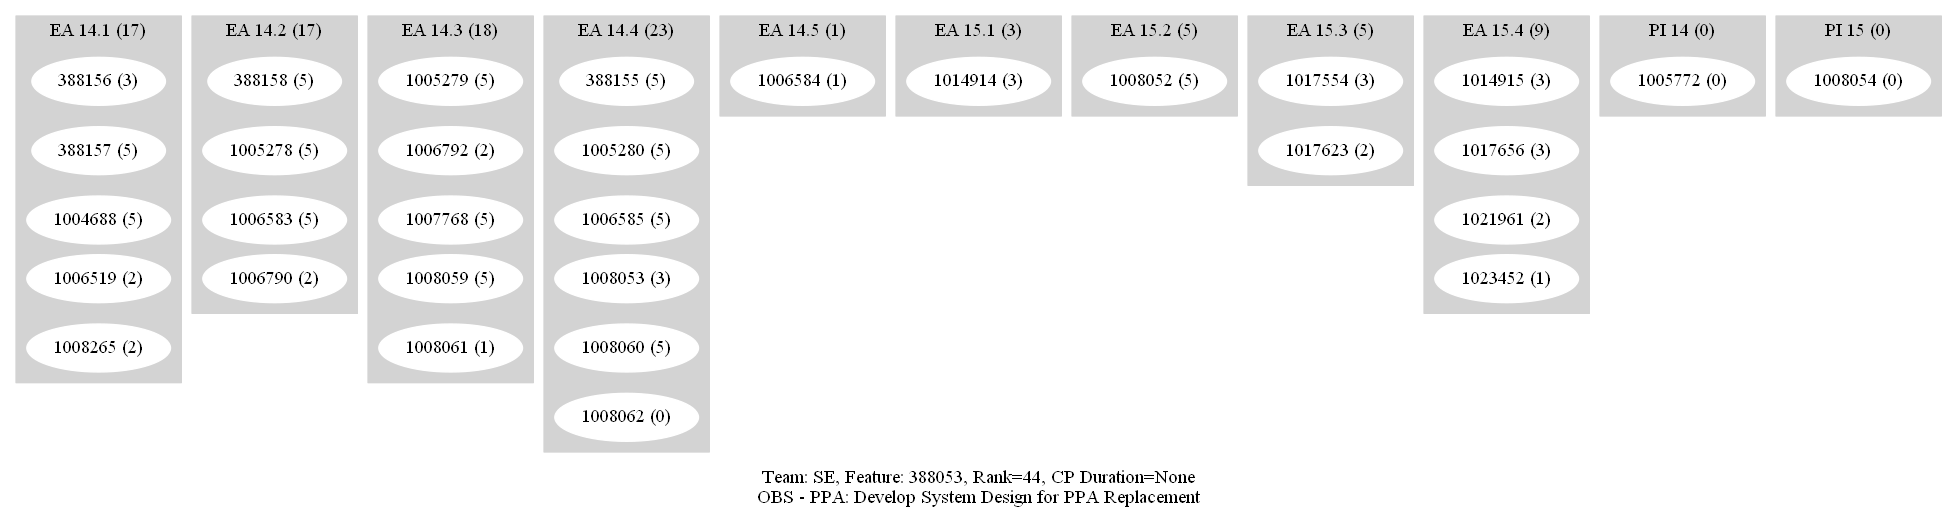 EA 14.1 (17)
388156 (3)
388157 (5)
1004688 (5)
1006519 (2)
1008265 (2)
EA 14.2 (17)
388158 (5)
1005278 (5)
1006583 (5)
1006790 (2)
EA 14.3 (18)
1005279 (5)
1006792 (2)
1007768 (5)
1008059 (5)
1008061 (1)
EA 14.4 (23)
388155 (5)
1005280 (5)
1006585 (5)
1008053 (3)
1008060 (5)
1008062 (0)
EA 14.5 (1)
1006584 (1)
EA 15.1 (3)
1014914 (3)
EA 15.2 (5)
1008052 (5)
EA 15.3 (5)
1017554 (3)
1017623 (2)
EA 15.4 (9)
1014915 (3)
1017656 (3)
1021961 (2)
1023452 (1)
PI 14 (0)
1005772 (0)
PI 15 (0)
1008054 (0)
Team: SE, Feature: 388053, Rank=44, CP Duration=None
OBS - PPA: Develop System Design for PPA Replacement